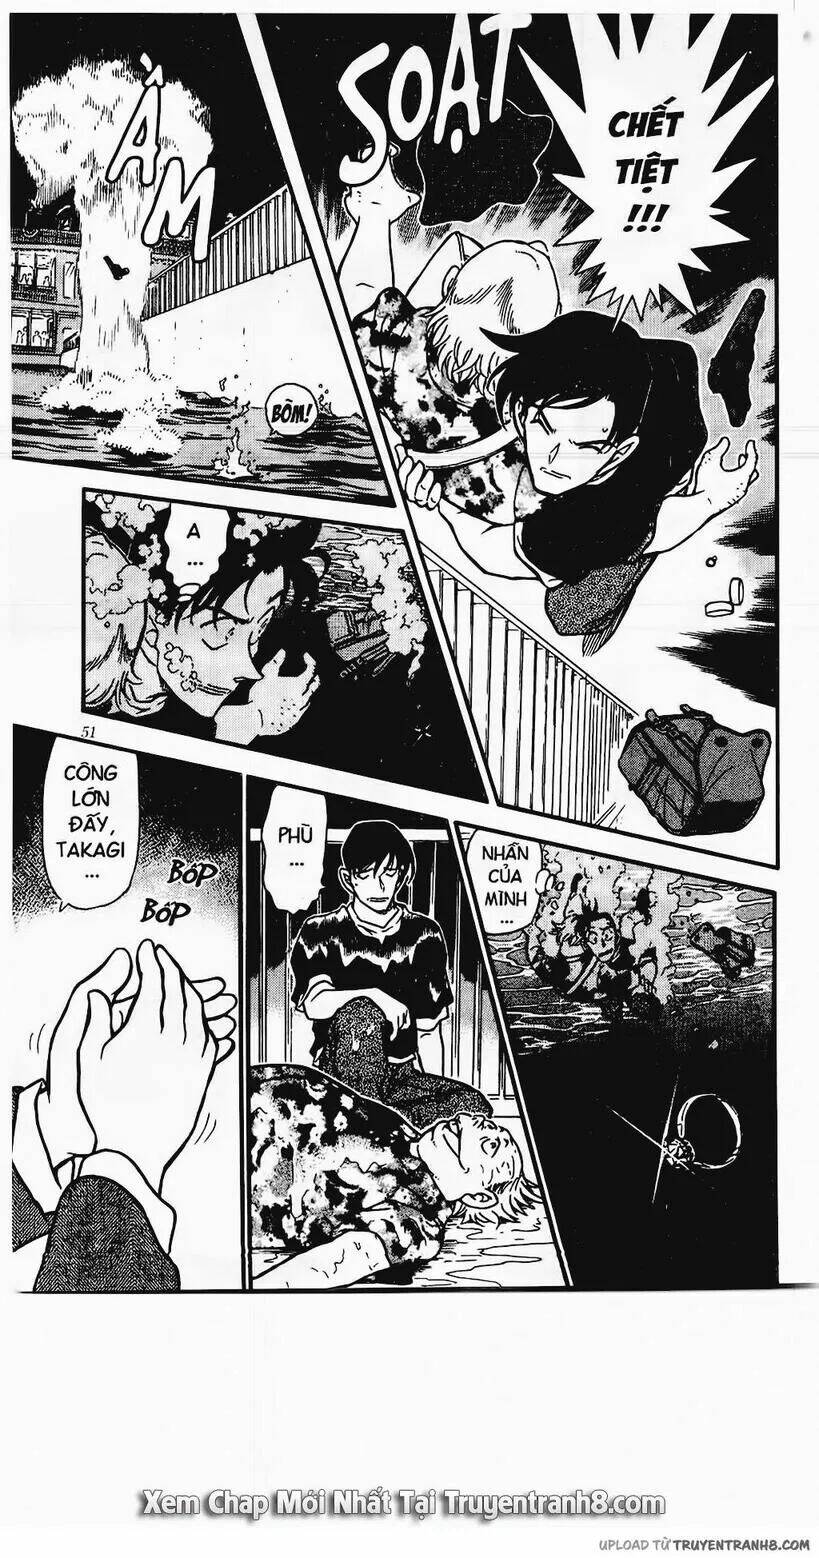 CHẾT
TIỆT
!!!
SOẠT
ẦM
BÒM!
A
...
51
NHẪN
CỦA
MÌNH
...
PHÙ
...
CÔNG
LỚN
ĐẤY,
TAKAGI
...
BÓP
BÓP
Xem Chap Mới Nhất Tại Truyentranh8.com
UPLOAD TỪ TRUYENTRANH8.COM